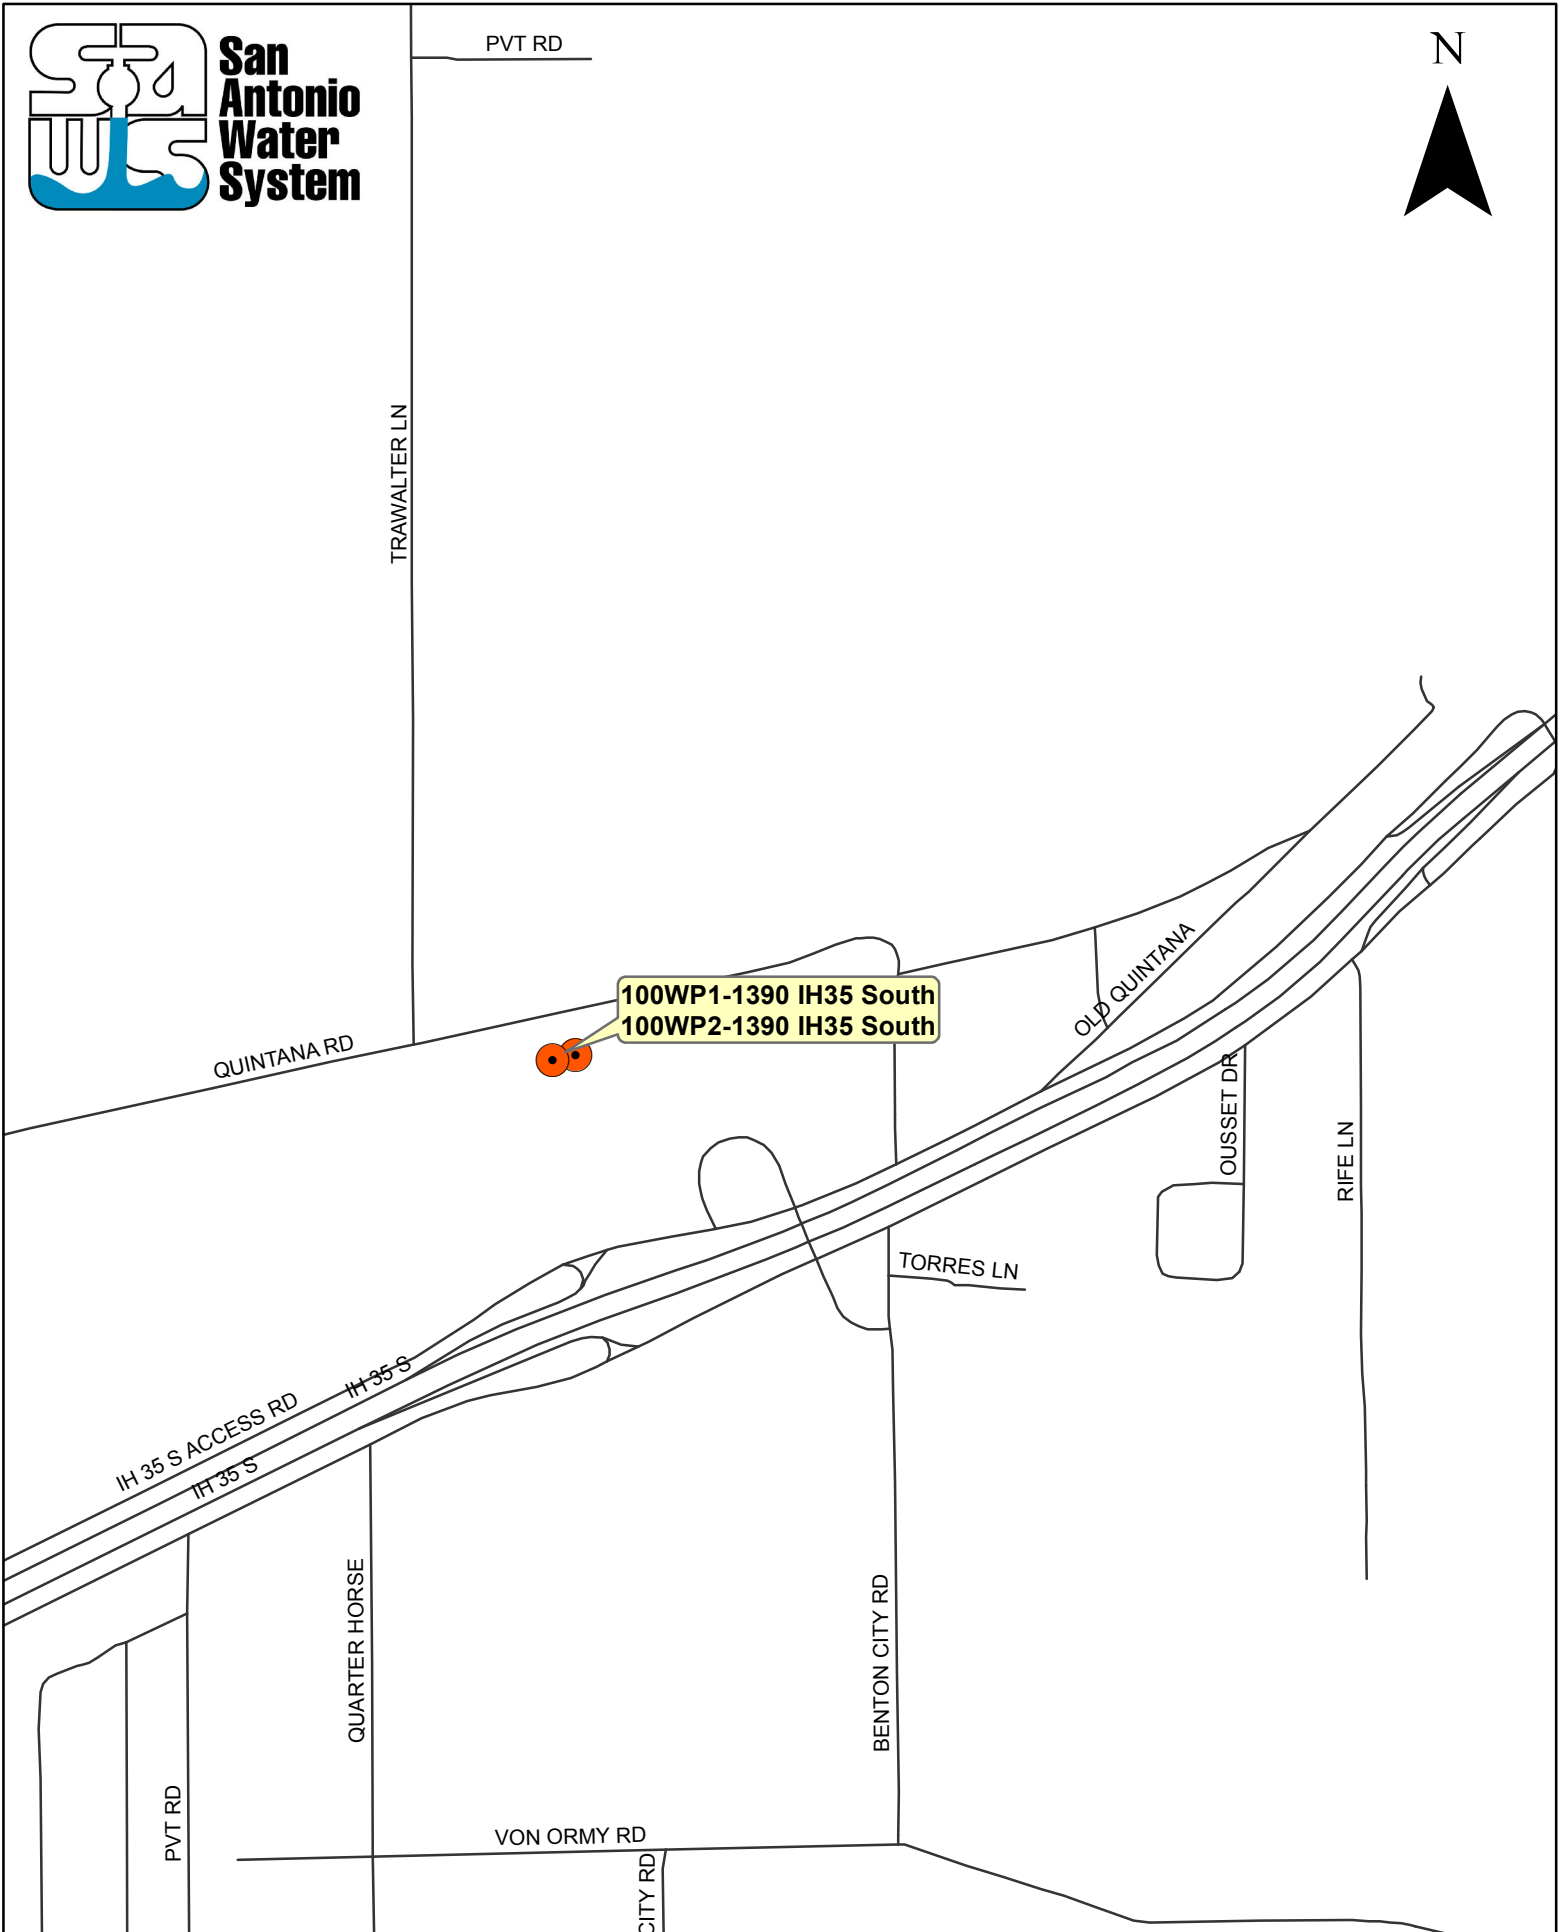 San
Antonio
Water
System
PVT RD
N
TRAWALTER LN
100WP1-1390 IH35 South
100WP2-1390 IH35 South
QUINTANA RD
OLD QUINTANA
OUSSET DR
RIFE LN
TORRES LN
IH 35 S
IH 35 S ACCESS RD
IH 35 S
QUARTER HORSE
BENTON CITY RD
PVT RD
VON ORMY RD
CITY RD